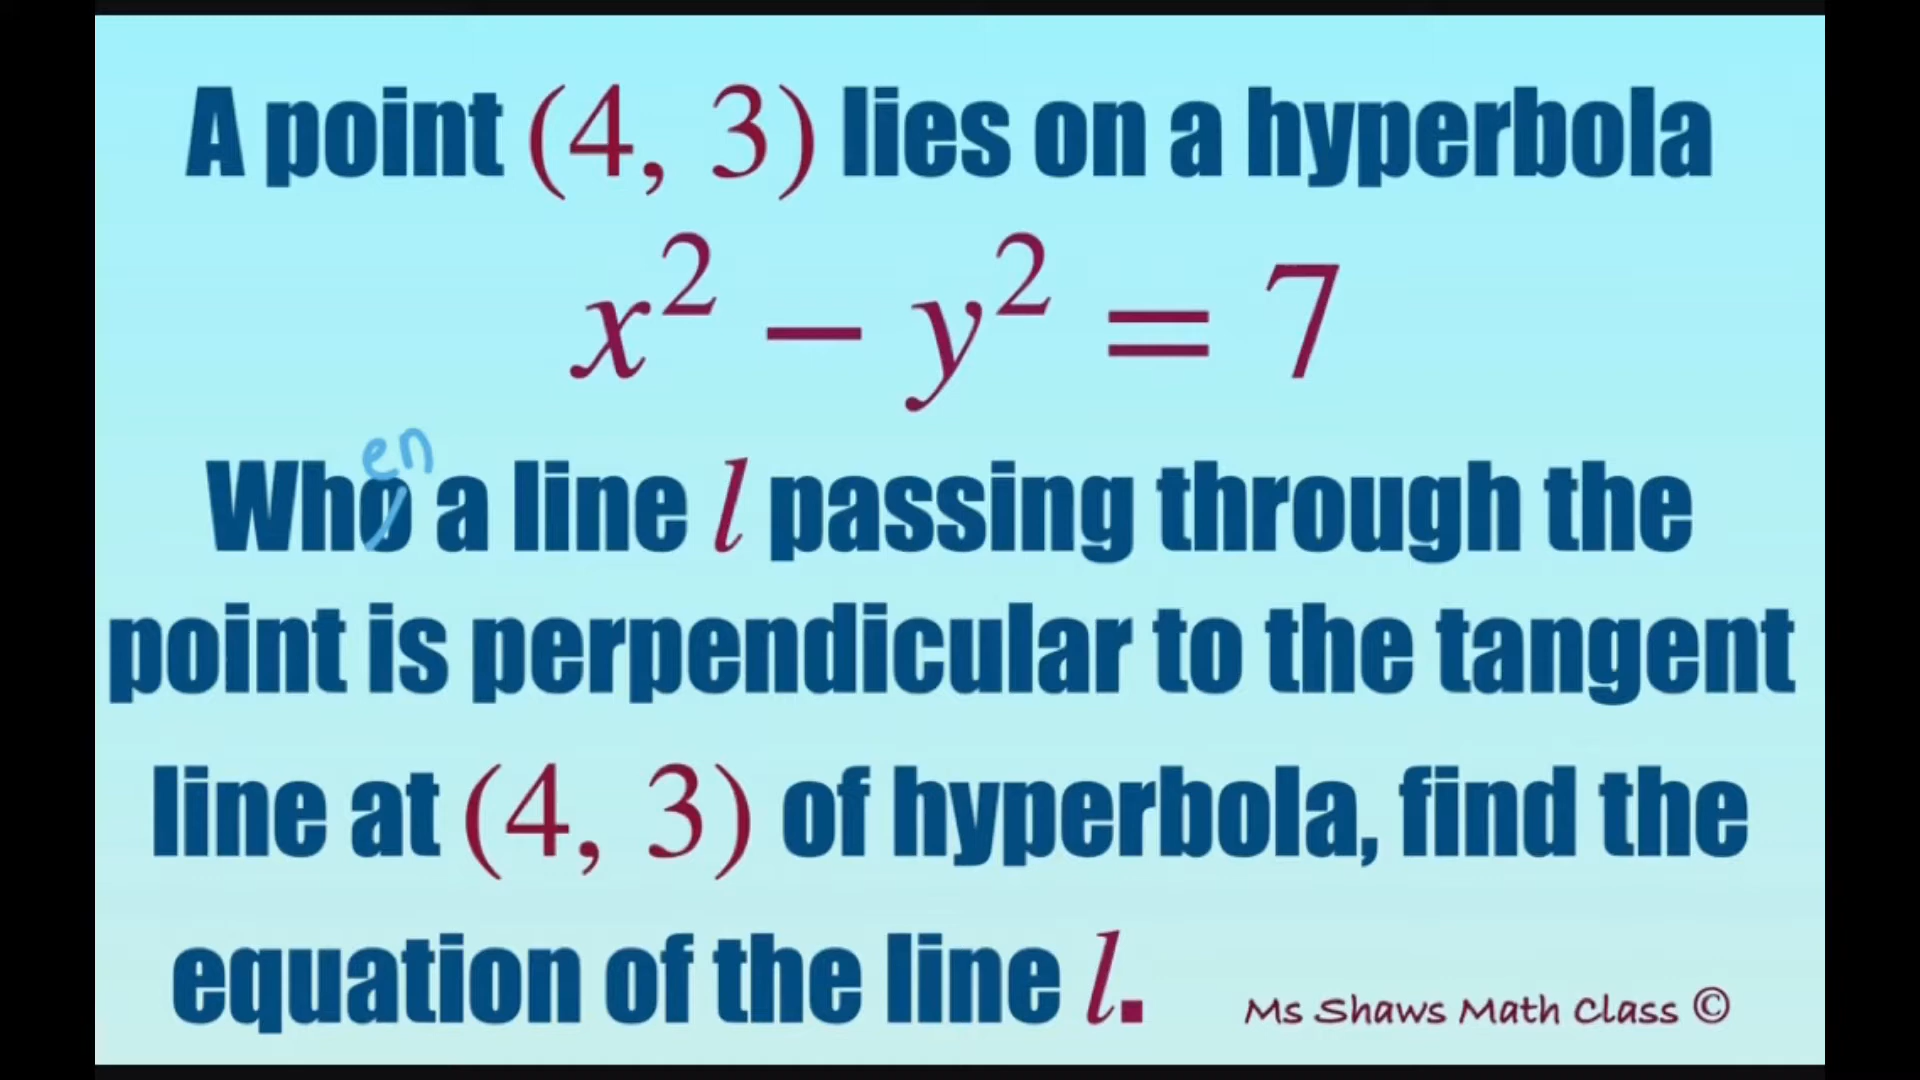 A point (4, 3) lies on a hyperbola
x² − y² = 7
en
Who a line l passing through the
point is perpendicular to the tangent
line at (4, 3) of hyperbola, find the
equation of the line l.
Ms Shaws Math Class ©